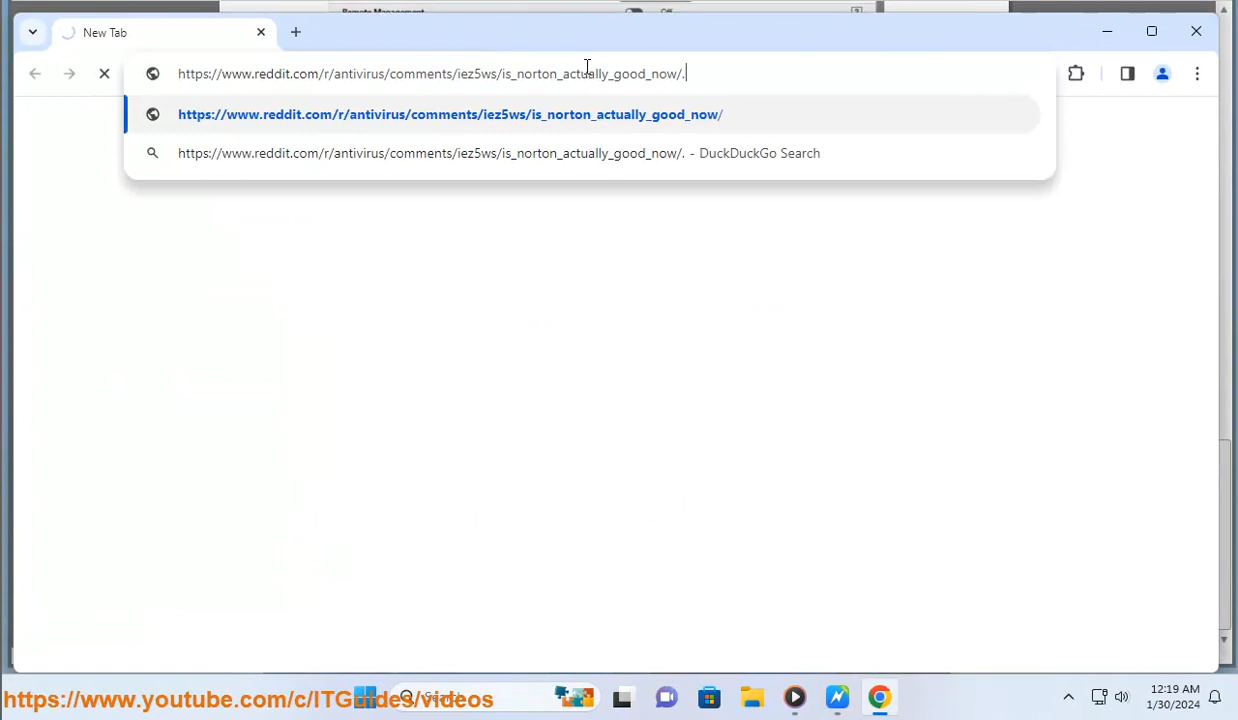 New Tab
https://www.reddit.com/r/antivirus/comments/iez5ws/is_norton_actually_good_now/.
https://www.reddit.com/r/antivirus/comments/iez5ws/is_norton_actually_good_now/
https://www.reddit.com/r/antivirus/comments/iez5ws/is_norton_actually_good_now/. - DuckDuckGo Search
https://www.youtube.com/c/ITGuides/videos
12:19 AM
1/30/2024